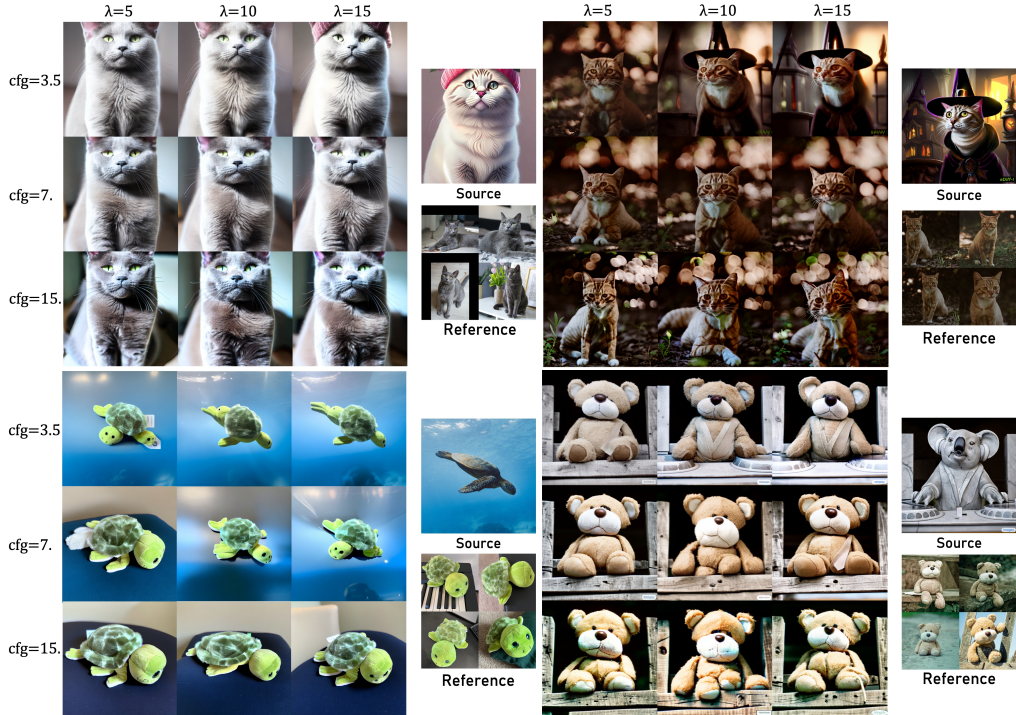 λ=5 λ=10 λ=15
λ=5 λ=10 λ=15
cfg=3.5
cfg=7.
cfg=15.
Source
Reference
Source
Reference
cfg=3.5
cfg=7.
cfg=15.
Source
Reference
Source
Reference